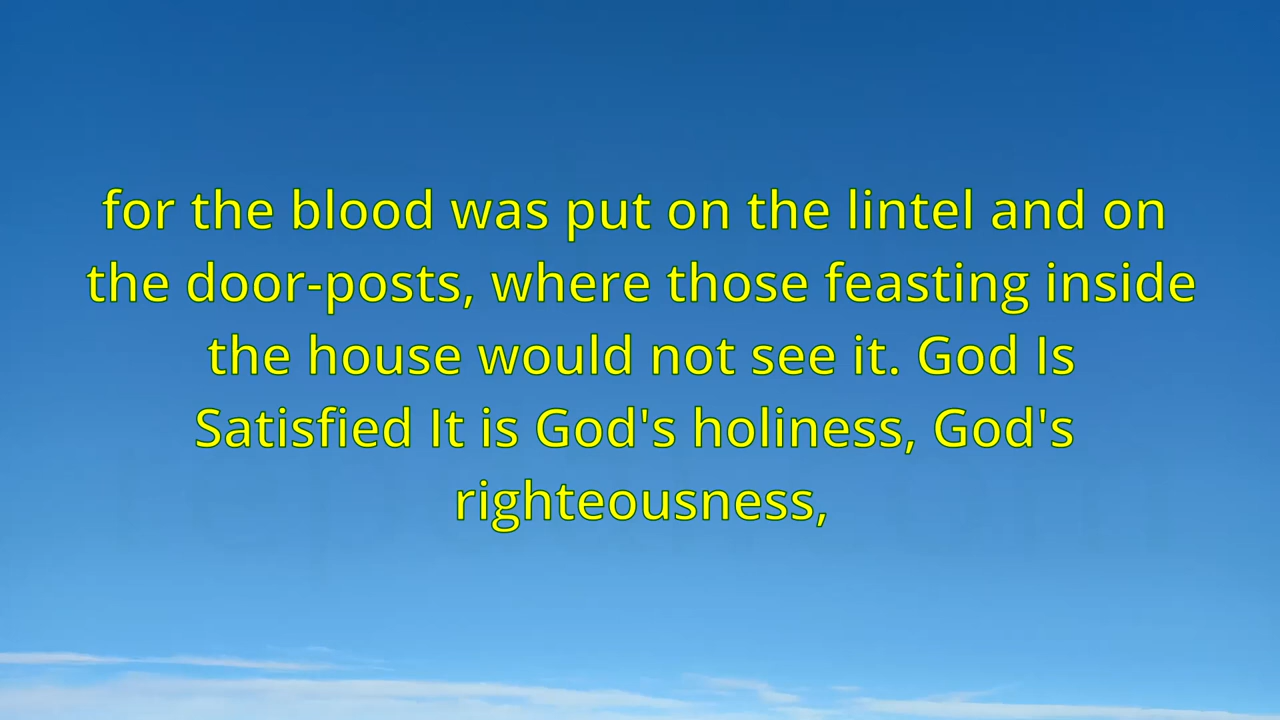 for the blood was put on the lintel and on
the door-posts, where those feasting inside
the house would not see it. God Is
Satisfied It is God's holiness, God's
righteousness,